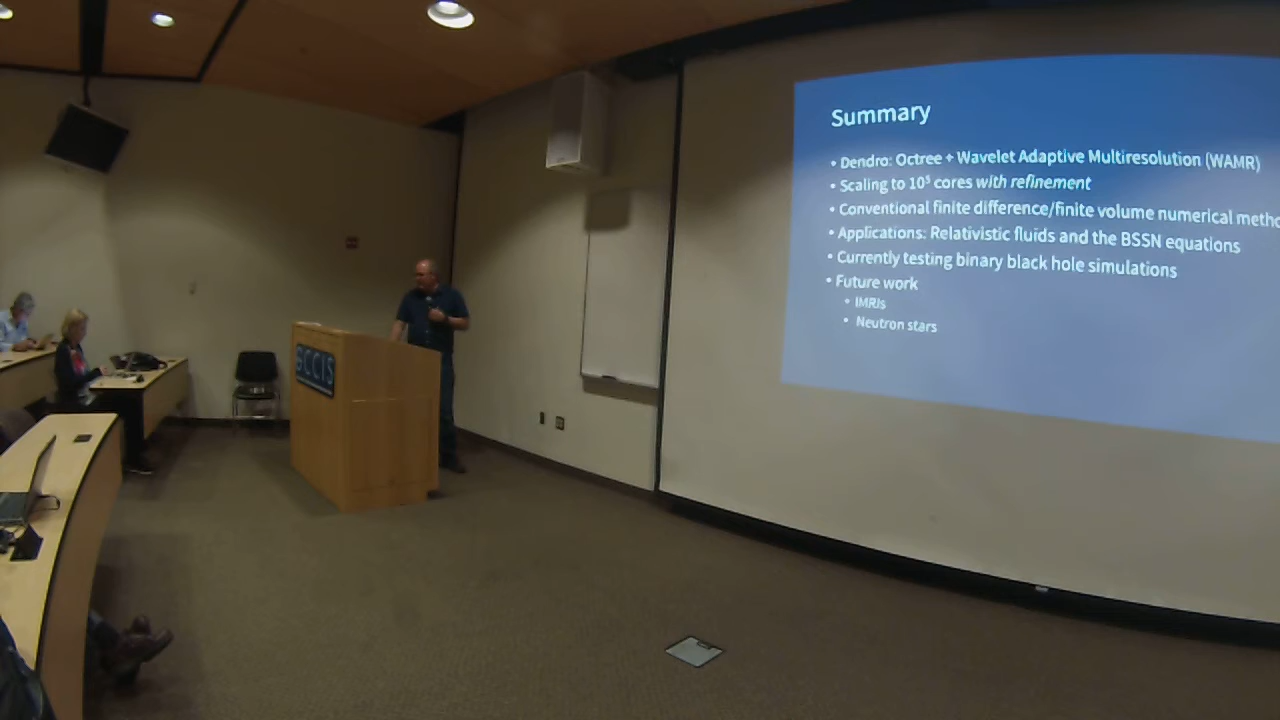 Summary
• Dendro: Octree + Wavelet Adaptive Multiresolution (WAMR)
• Scaling to 10⁵ cores with refinement
• Conventional finite difference/finite volume numerical metho
• Applications: Relativistic fluids and the BSSN equations
• Currently testing binary black hole simulations
• Future work
• IMRIs
• Neutron stars
CCIS